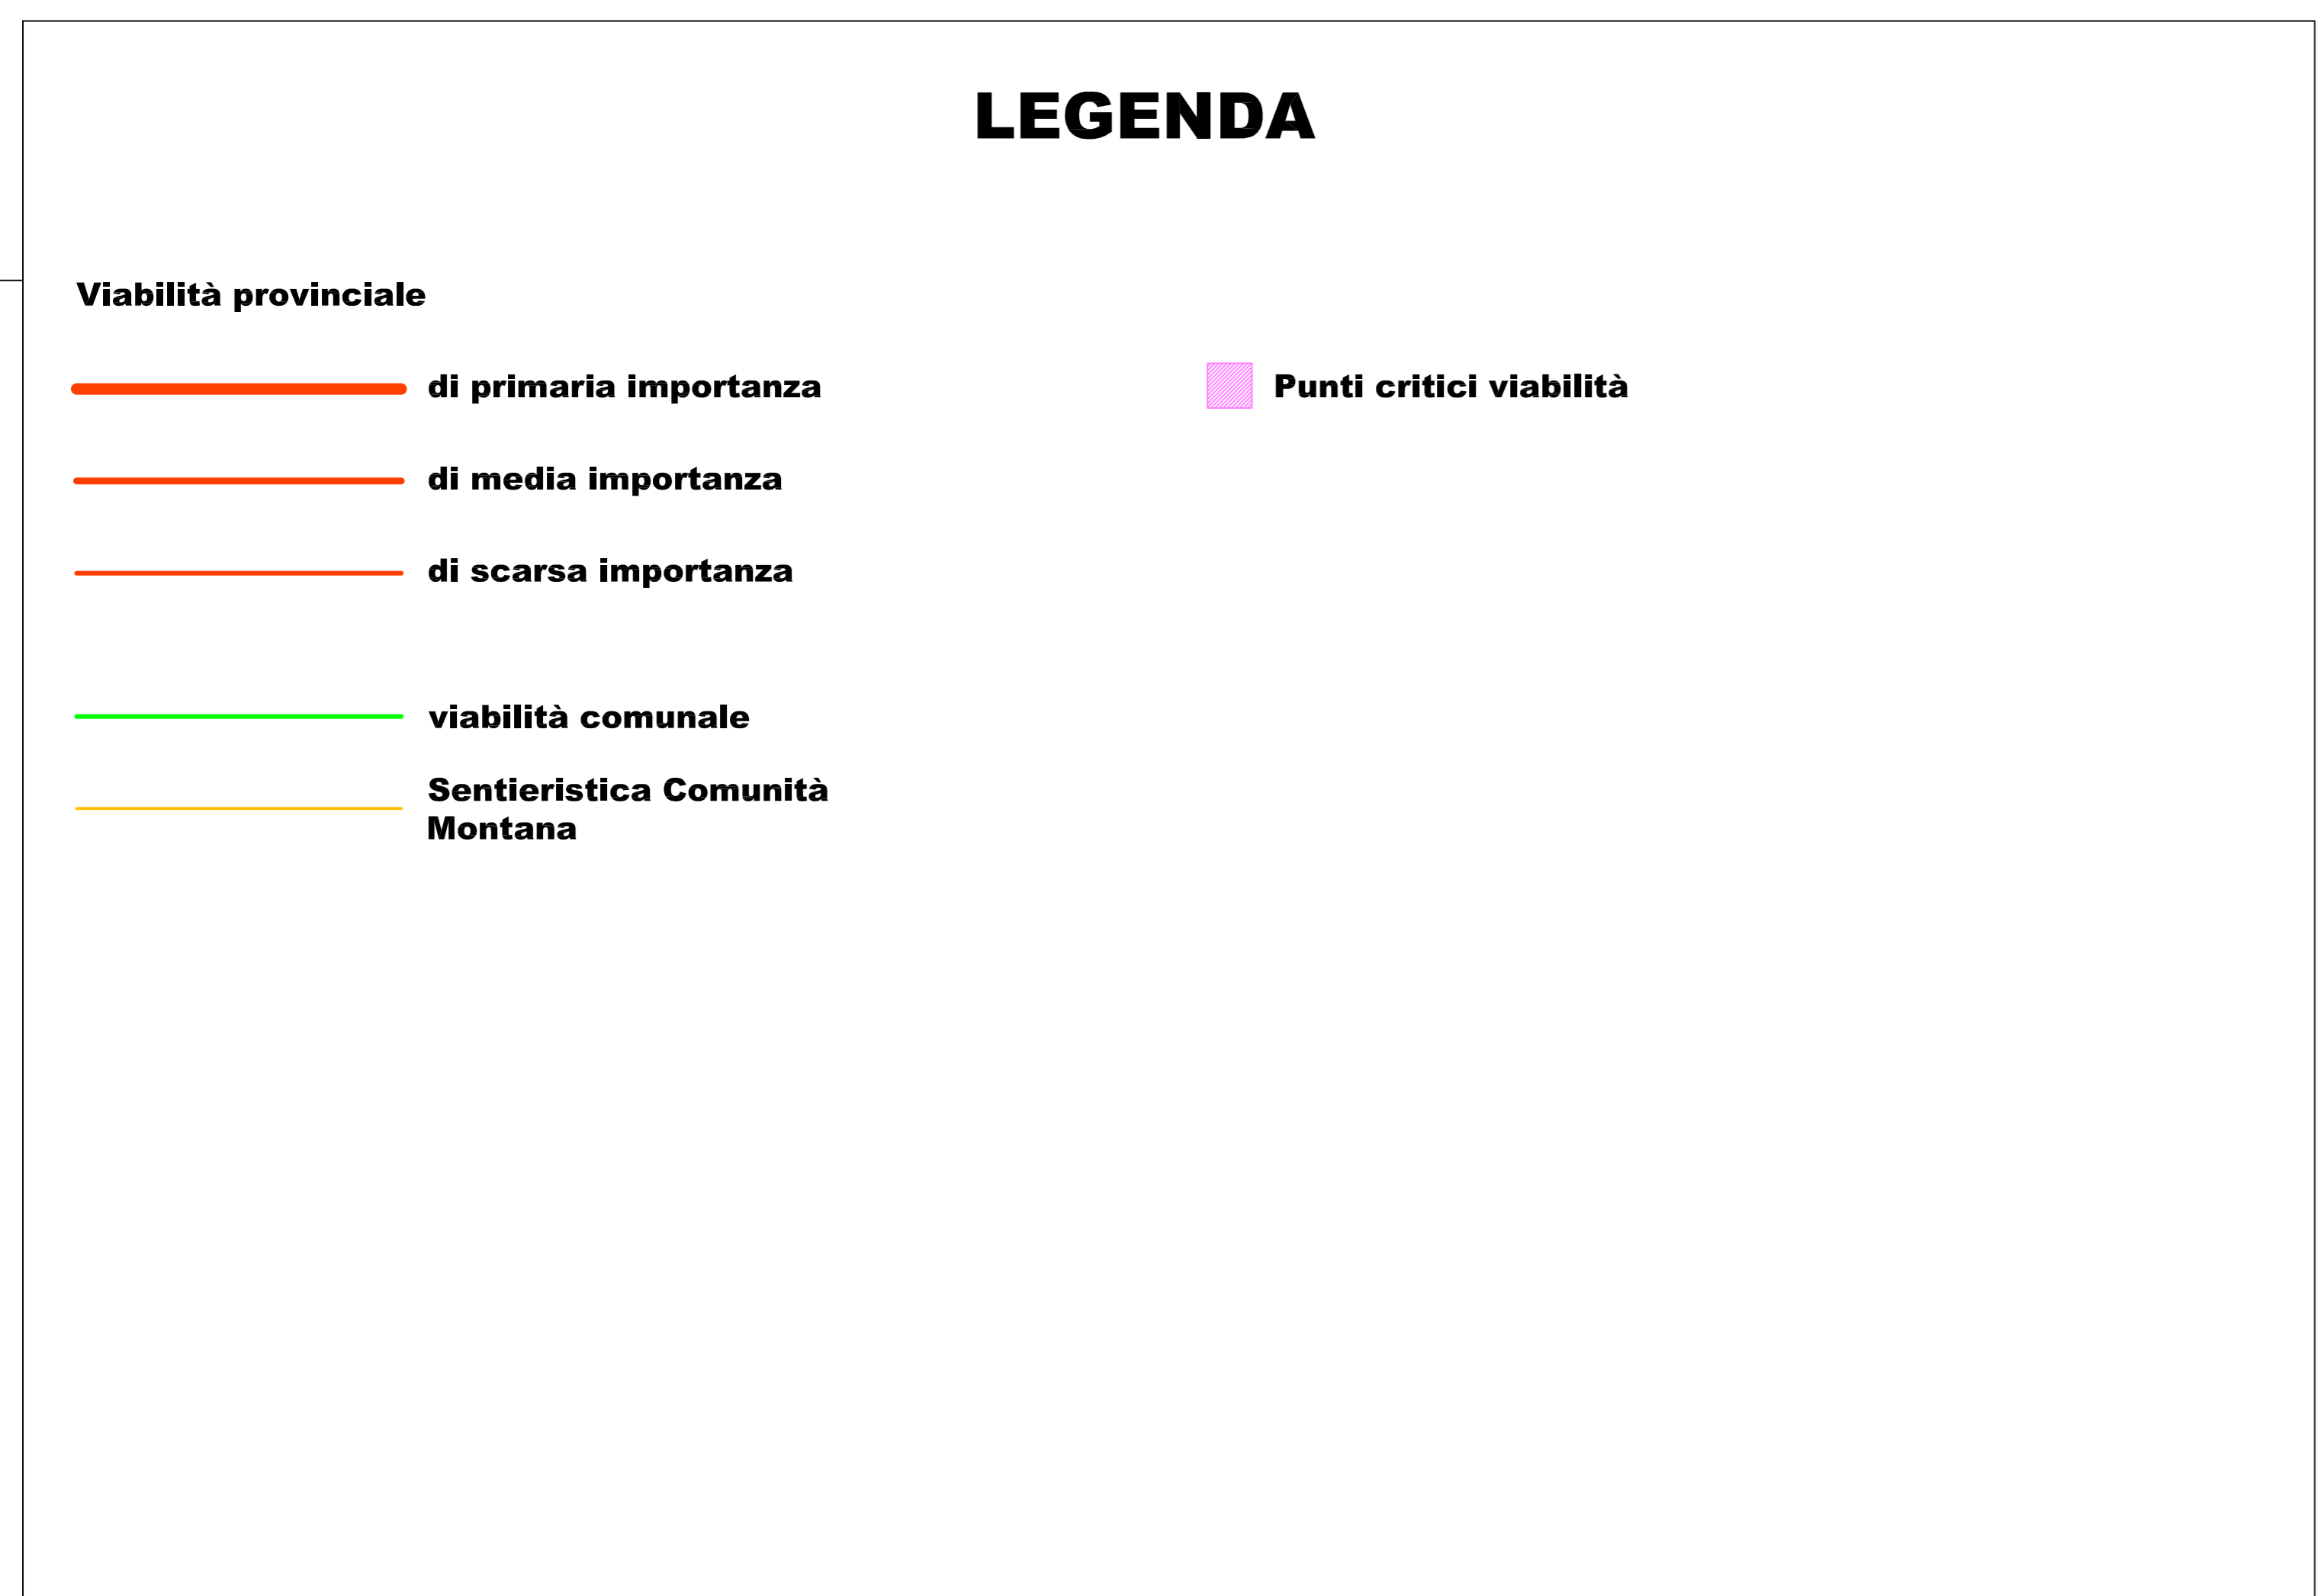 LEGENDA
Viabilità provinciale
di primaria importanza
Punti critici viabilità
di media importanza
di scarsa importanza
viabilità comunale
Sentieristica Comunità
Montana